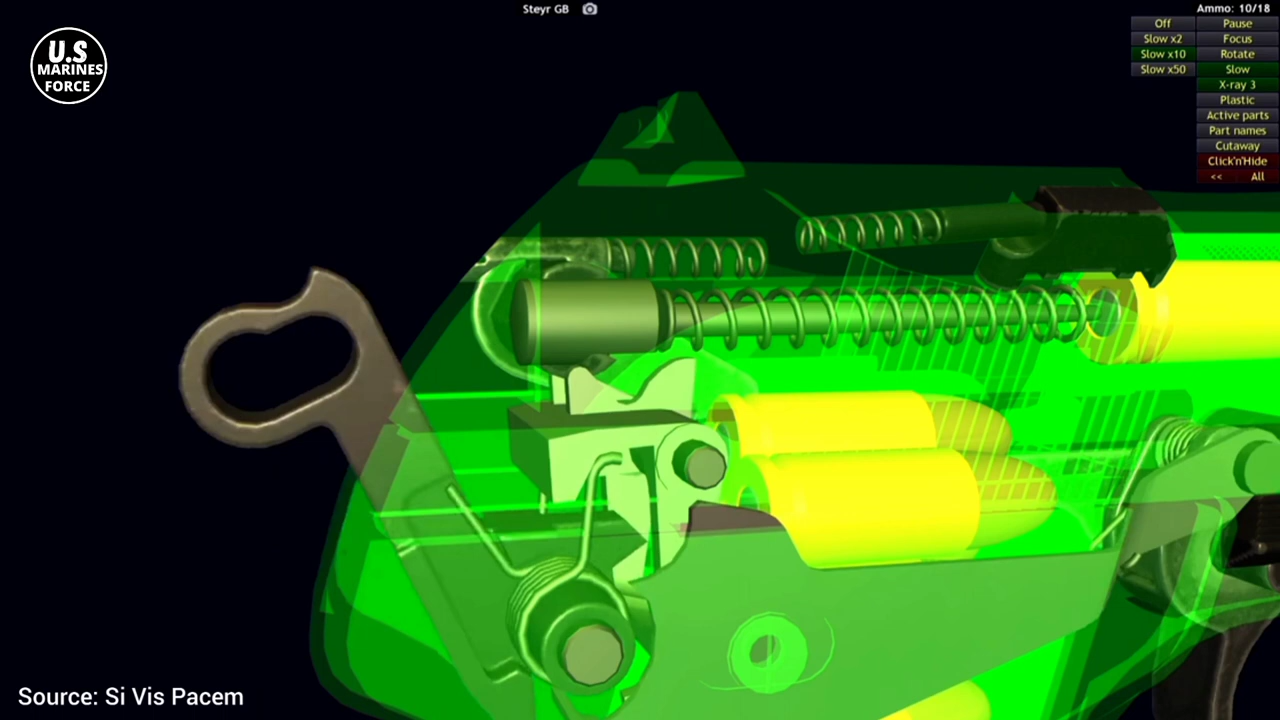 Steyr GB
Ammo: 10/18
U.S
MARINES
FORCE
Off
Pause
Slow x2
Focus
Slow x10
Rotate
Slow x50
Slow
X-ray 3
Plastic
Active parts
Part names
Cutaway
Click'n'Hide
<< All
Source: Si Vis Pacem